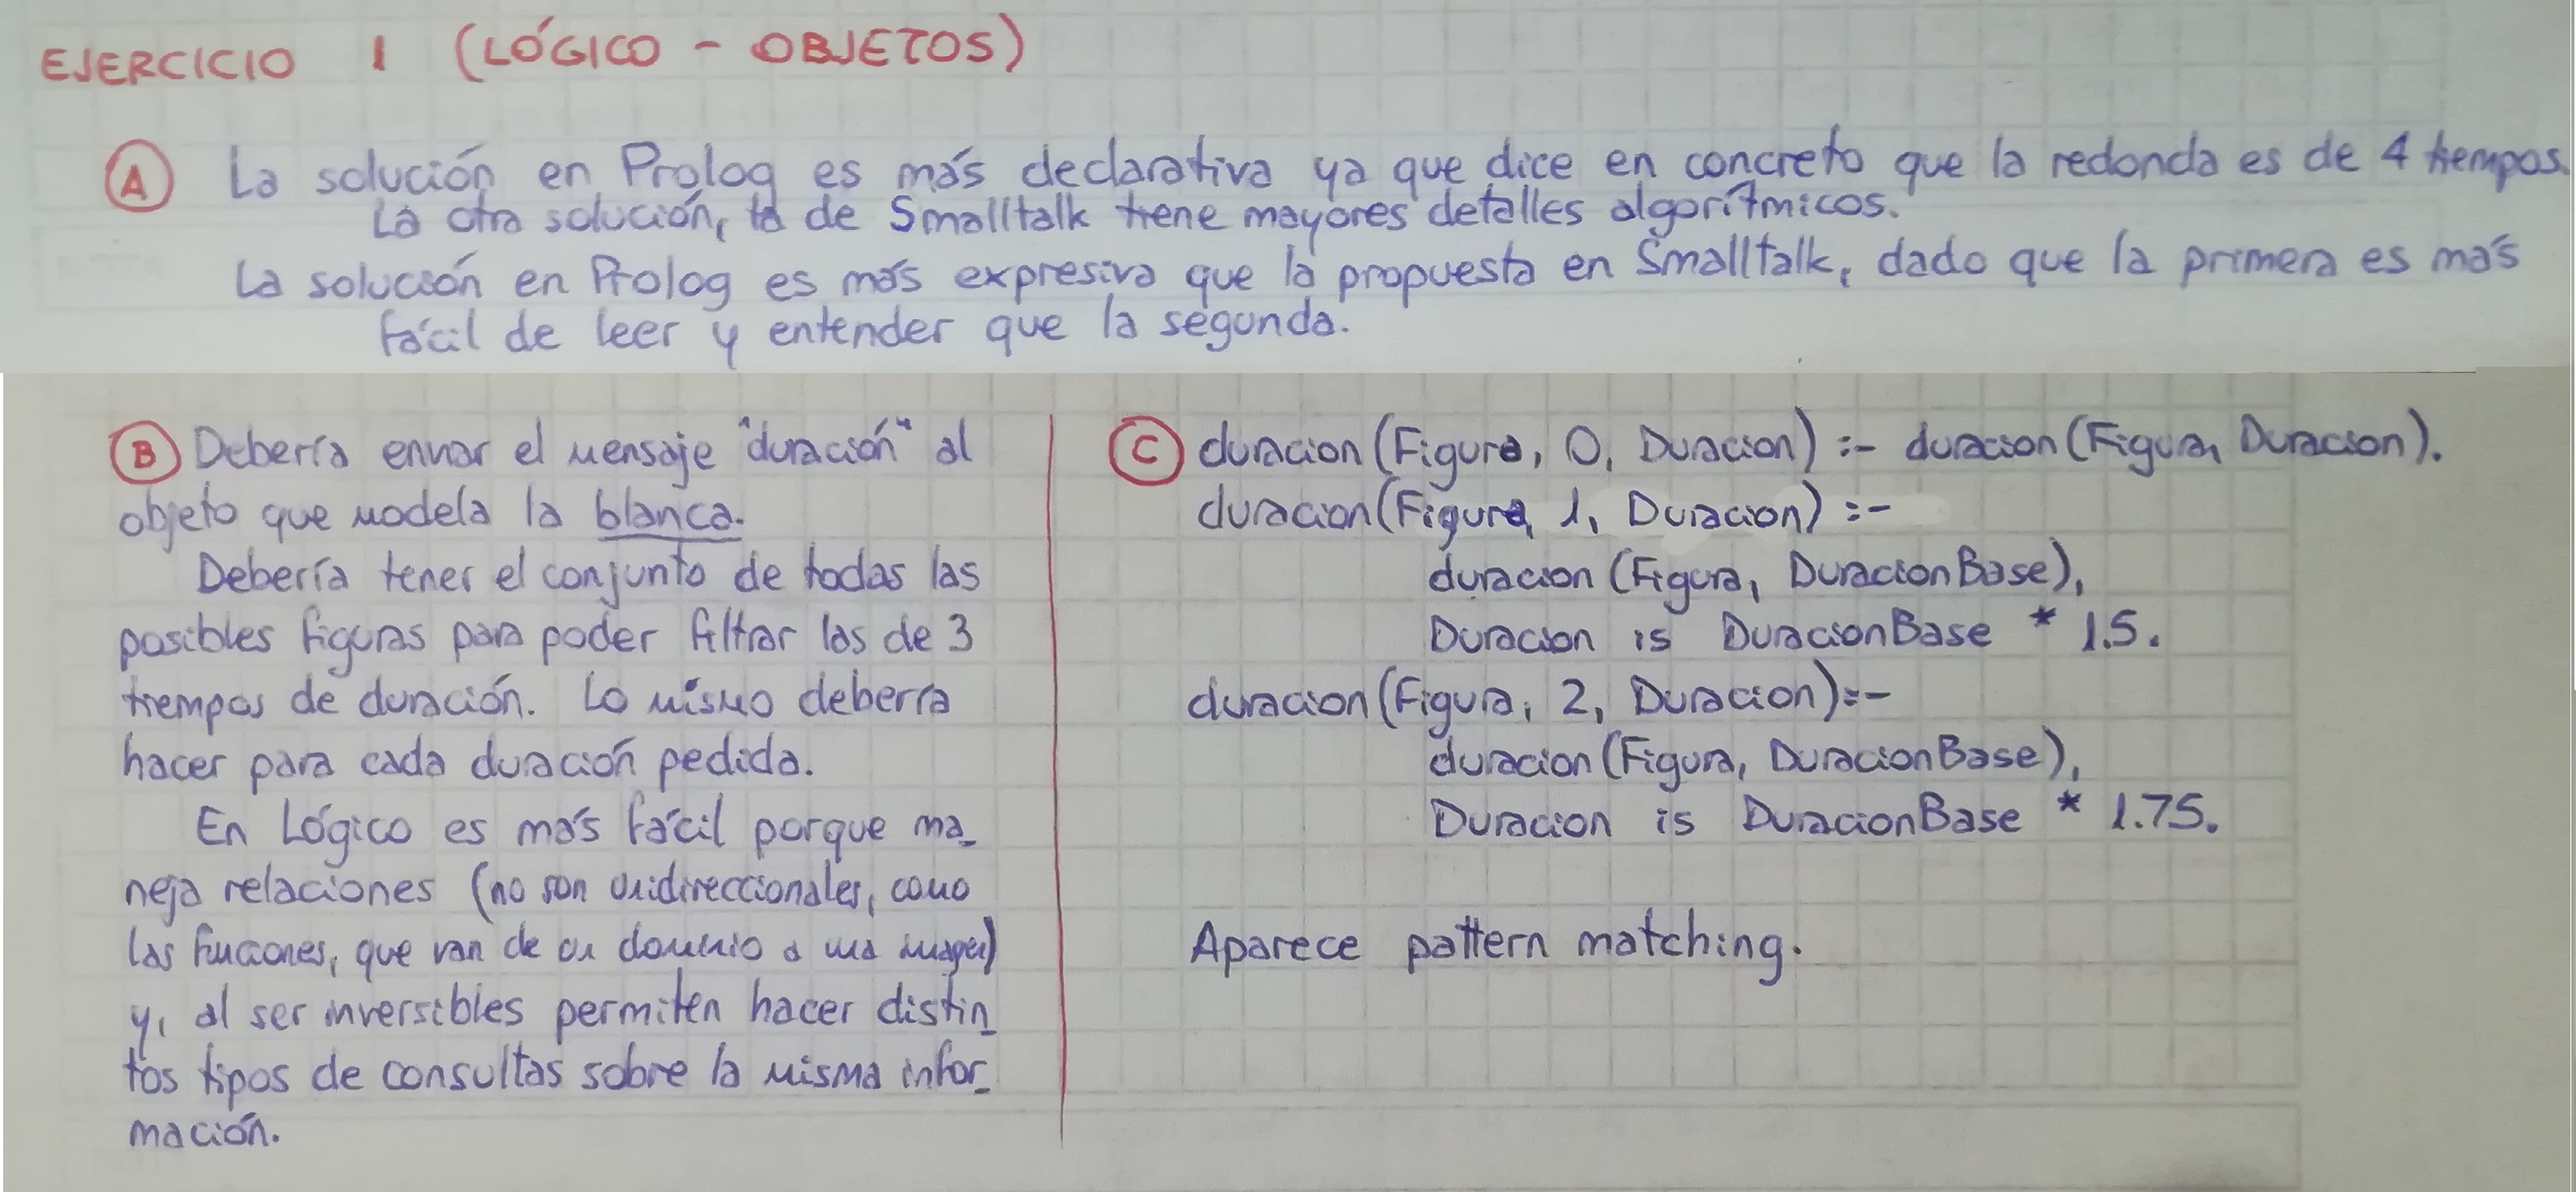 EJERCICIO 1 (LÓGICO - OBJETOS)
A La solución en Prolog es más declarativa ya que dice en concreto que la redonda es de 4 tiempos.
La otra solución, la de Smalltalk tiene mayores detalles algorítmicos.
La solución en Prolog es más expresiva que la propuesta en Smalltalk, dado que la primera es más
fácil de leer y entender que la segunda.
B Debería enviar el mensaje "duración" al
objeto que modela la blanca.
Debería tener el conjunto de todas las
posibles figuras para poder filtrar las de 3
tiempos de duración. Lo mismo debería
hacer para cada duración pedida.
En Lógico es más fácil porque ma_
neja relaciones (no son unidireccionales, como
las funciones, que van de un dominio a una imagen)
y, al ser inversibles permiten hacer distin_
tos tipos de consultas sobre la misma infor_
mación.
C duracion (Figura, 0, Duracion) :- duracion (Figura, Duracion).
duracion (Figura, 1, Duracion) :-
duracion (Figura, DuracionBase),
Duracion is DuracionBase * 1.5.
duracion (Figura, 2, Duracion) :-
duracion (Figura, DuracionBase),
Duracion is DuracionBase * 1.75.
Aparece pattern matching.